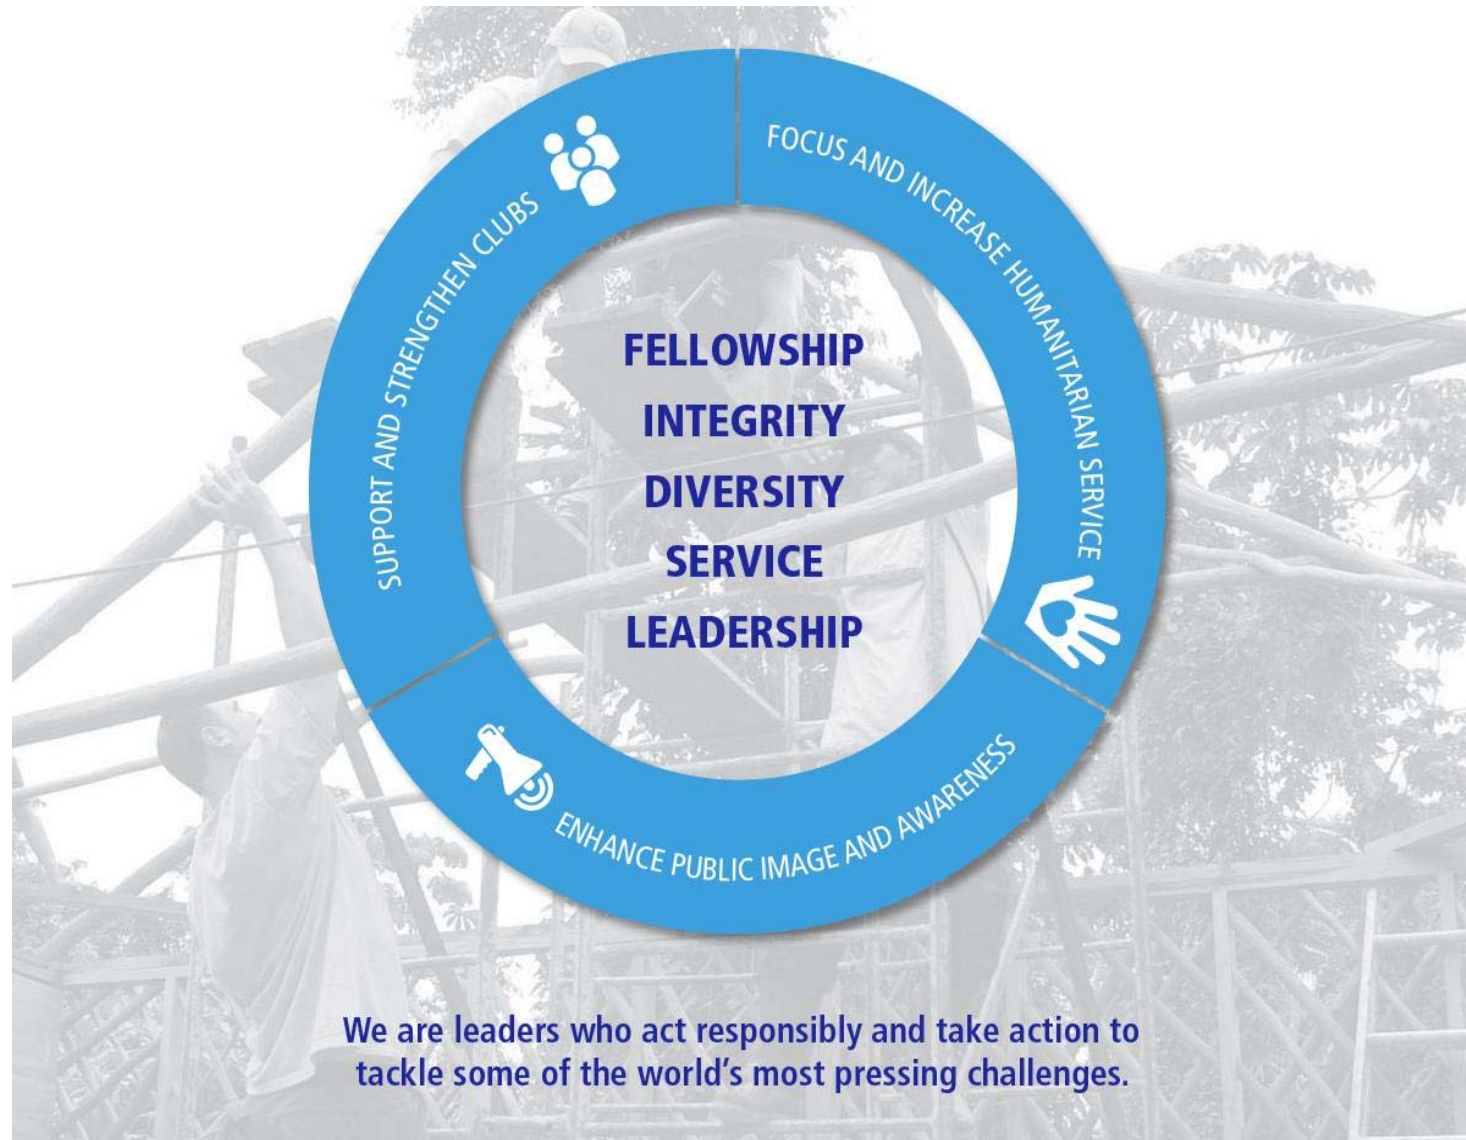 SUPPORT AND STRENGTHEN CLUBS
FOCUS AND INCREASE HUMANITARIAN SERVICE
ENHANCE PUBLIC IMAGE AND AWARENESS
FELLOWSHIP
INTEGRITY
DIVERSITY
SERVICE
LEADERSHIP
We are leaders who act responsibly and take action to
tackle some of the world's most pressing challenges.